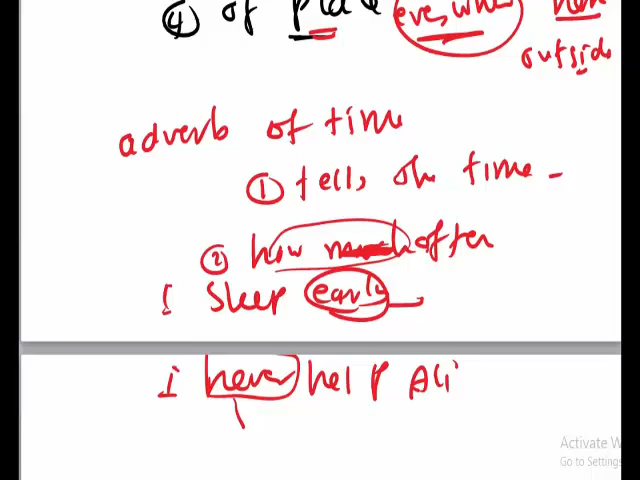 ④ of place everywhere here
outside
adverb of time
① tells the time -
② how often
I sleep early
I never help Ali
Activate W
Go to Settings